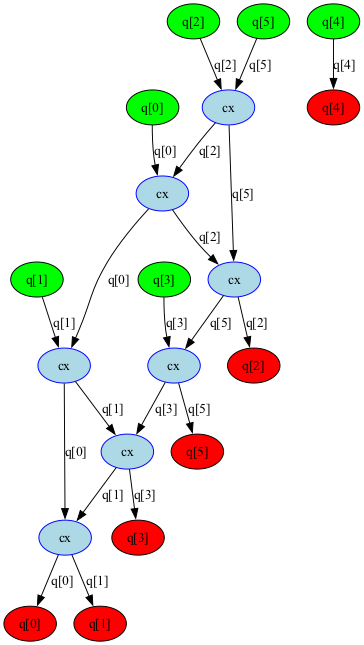 q[2] q[5] q[4]
q[2] q[5] q[4]
q[0] cx q[4]
q[0] q[2]
cx q[5]
q[2]
q[1] q[0] q[3] cx
q[1] q[3] q[5] q[2]
cx cx q[2]
q[1] q[3] q[5]
q[0] cx q[5]
q[1] q[3]
cx q[3]
q[0] q[1]
q[0] q[1]